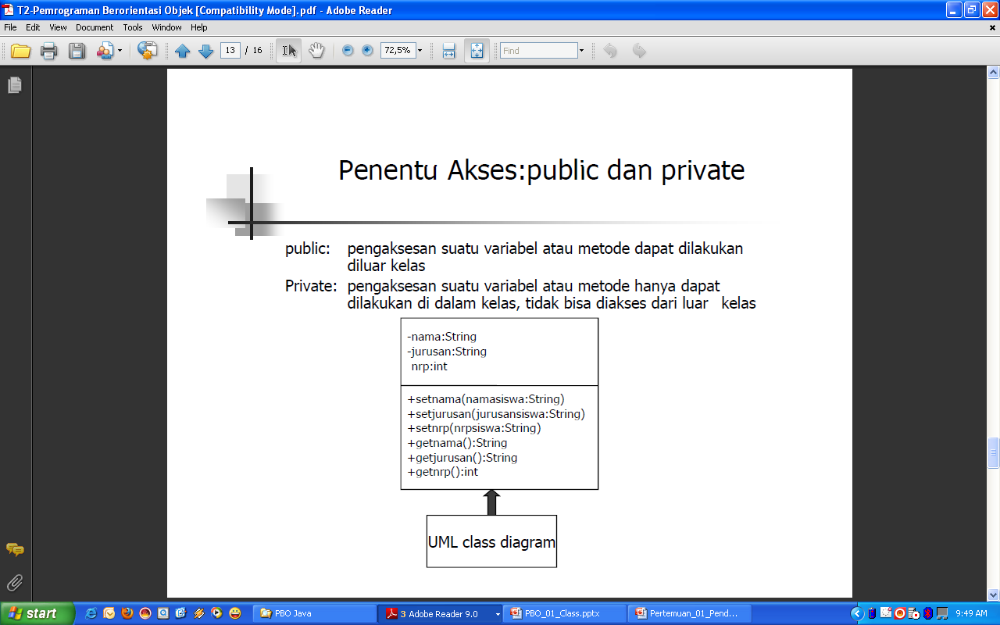 T2-Pemrograman Berorientasi Objek [Compatibility Mode].pdf - Adobe Reader
File Edit View Document Tools Window Help
13 / 16 72,5% Find
Penentu Akses:public dan private
public: pengaksesan suatu variabel atau metode dapat dilakukan
diluar kelas
Private: pengaksesan suatu variabel atau metode hanya dapat
dilakukan di dalam kelas, tidak bisa diakses dari luar kelas
-nama:String
-jurusan:String
nrp:int
+setnama(namasiswa:String)
+setjurusan(jurusansiswa:String)
+setnrp(nrpsiswa:String)
+getnama():String
+getjurusan():String
+getnrp():int
UML class diagram
start PBO Java 3 Adobe Reader 9.0 PBO_01_Class.pptx Pertemuan_01_Pend... 9:49 AM